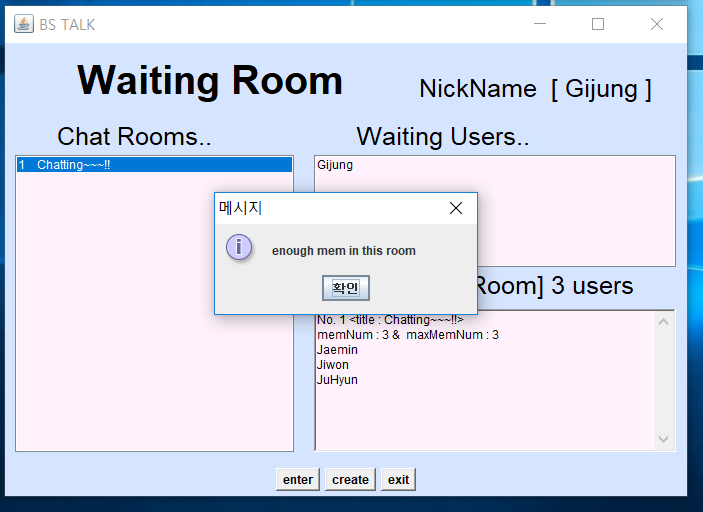 BS TALK
Waiting Room
NickName [ Gijung ]
Chat Rooms..
Waiting Users..
1 Chatting~~~!!
Gijung
메시지
enough mem in this room
확인
Room] 3 users
No. 1 <title : Chatting~~~!!>
memNum : 3 & maxMemNum : 3
Jaemin
Jiwon
JuHyun
enter
create
exit